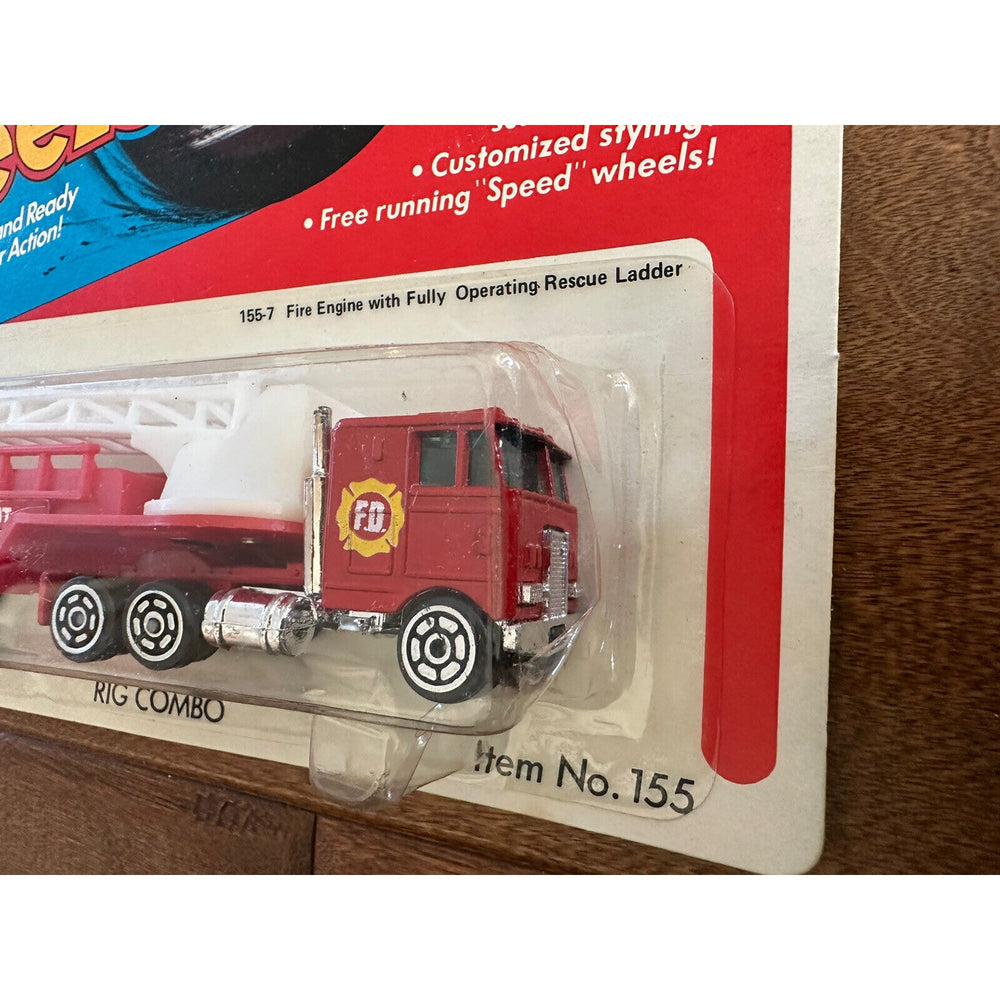 • Customized styling!
• Free running "Speed" wheels!
and Ready
r Action!
155-7 Fire Engine with Fully Operating Rescue Ladder
F.D.
RIG COMBO
Item No. 155